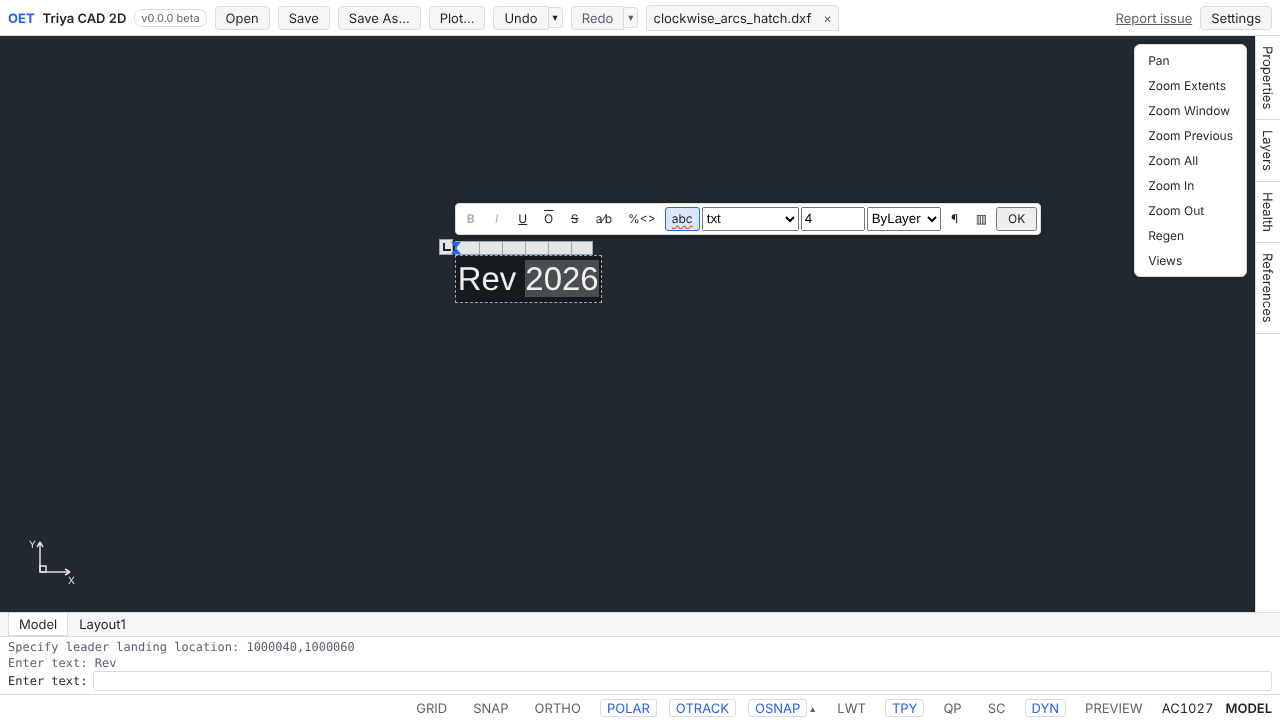 OET Triya CAD 2D v0.0.0 beta Open Save Save As... Plot... Undo ▾ Redo ▾ clockwise_arcs_hatch.dxf × Report issue Settings
Pan
Zoom Extents
Zoom Window
Zoom Previous
Zoom All
Zoom In
Zoom Out
Regen
Views
Properties
Layers
Health
References
B I U O S a⁄b %<> abc txt 4 ByLayer ¶ ▥ OK
L
Rev 2026
Y
X
Model Layout1
Specify leader landing location: 1000040,1000060
Enter text: Rev
Enter text:
GRID SNAP ORTHO POLAR OTRACK OSNAP ▴ LWT TPY QP SC DYN PREVIEW AC1027 MODEL